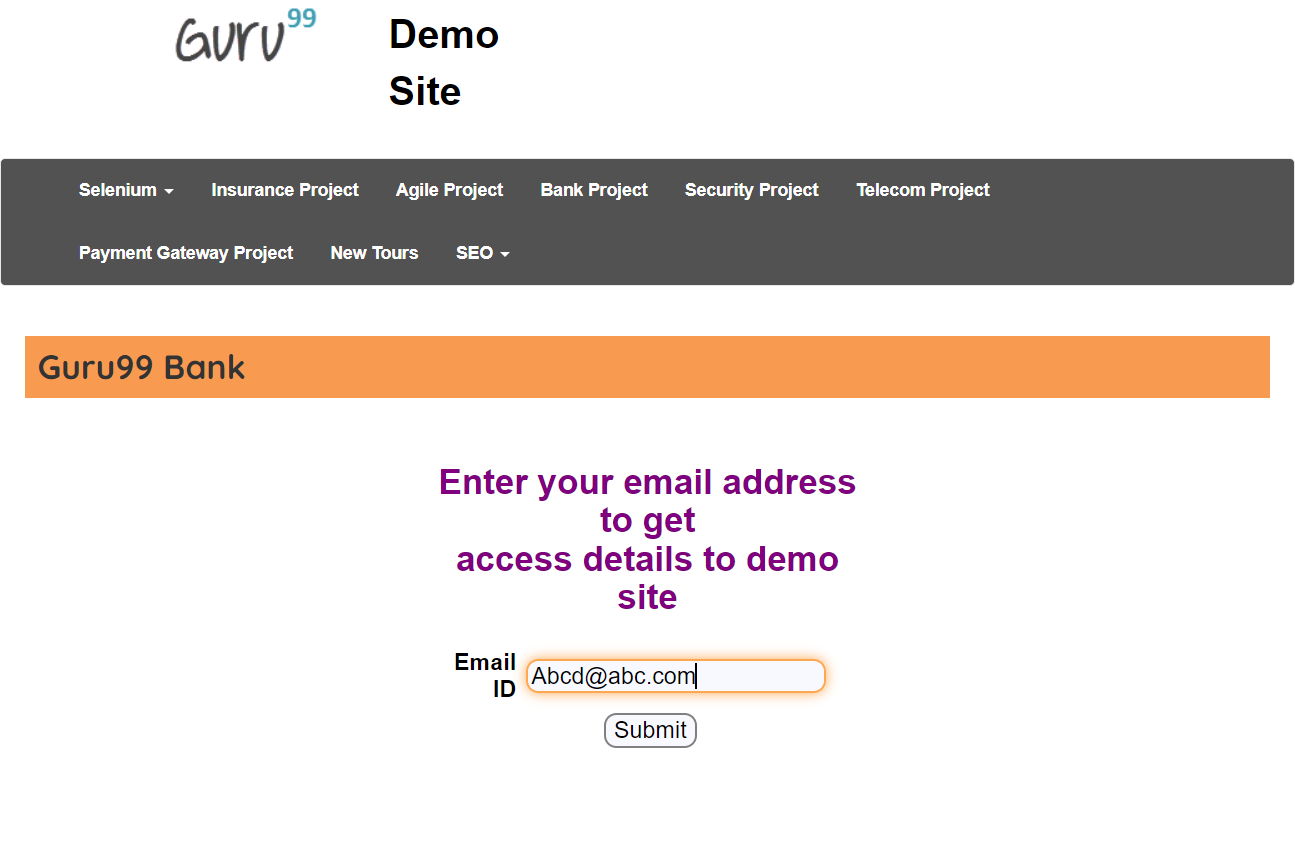 Guru99
Demo
Site
Selenium Insurance Project Agile Project Bank Project Security Project Telecom Project
Payment Gateway Project New Tours SEO
Guru99 Bank
Enter your email address
to get
access details to demo
site
Email
ID
Abcd@abc.com
Submit